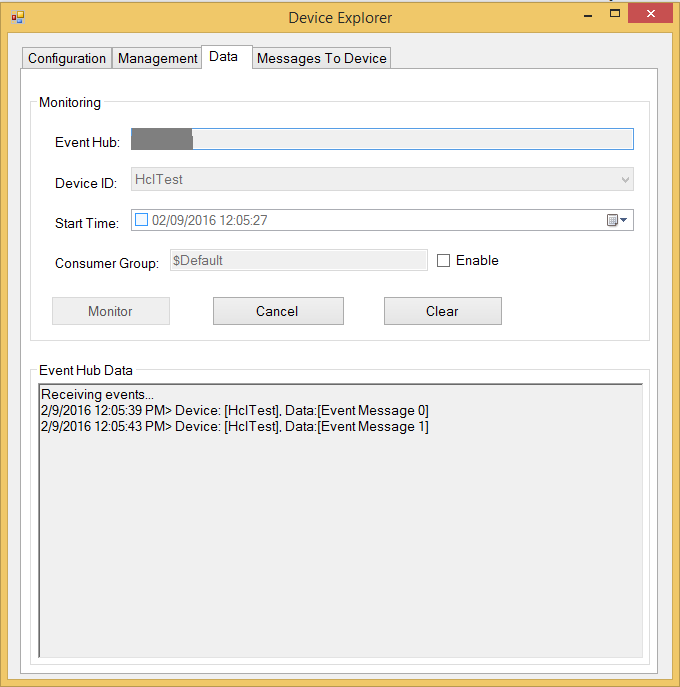 Device Explorer
Configuration Management Data Messages To Device
Monitoring
Event Hub:
Device ID: HclTest
Start Time: 02/09/2016 12:05:27
Consumer Group: $Default Enable
Monitor Cancel Clear
Event Hub Data
Receiving events...
2/9/2016 12:05:39 PM> Device: [HclTest], Data:[Event Message 0]
2/9/2016 12:05:43 PM> Device: [HclTest], Data:[Event Message 1]